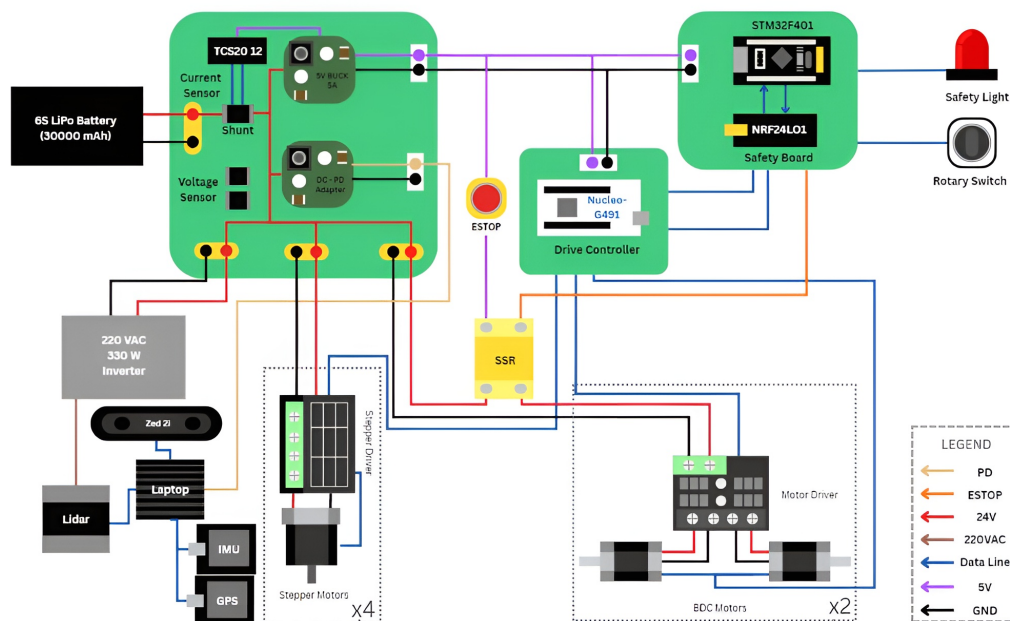 STM32F401
TCS20 12
Current
Sensor
5V BUCK
5A
6S LiPo Battery
(30000 mAh)
Shunt
Safety Light
NRF24LO1
Safety Board
Voltage
Sensor
DC - PD
Adapter
Rotary Switch
ESTOP
Nucleo-
G491
Drive Controller
220 VAC
330 W
Inverter
SSR
Zed 2i
Stepper Driver
Laptop
Lidar
IMU
GPS
Stepper Motors
x4
Motor Driver
BDC Motors
x2
LEGEND
PD
ESTOP
24V
220VAC
Data Line
5V
GND